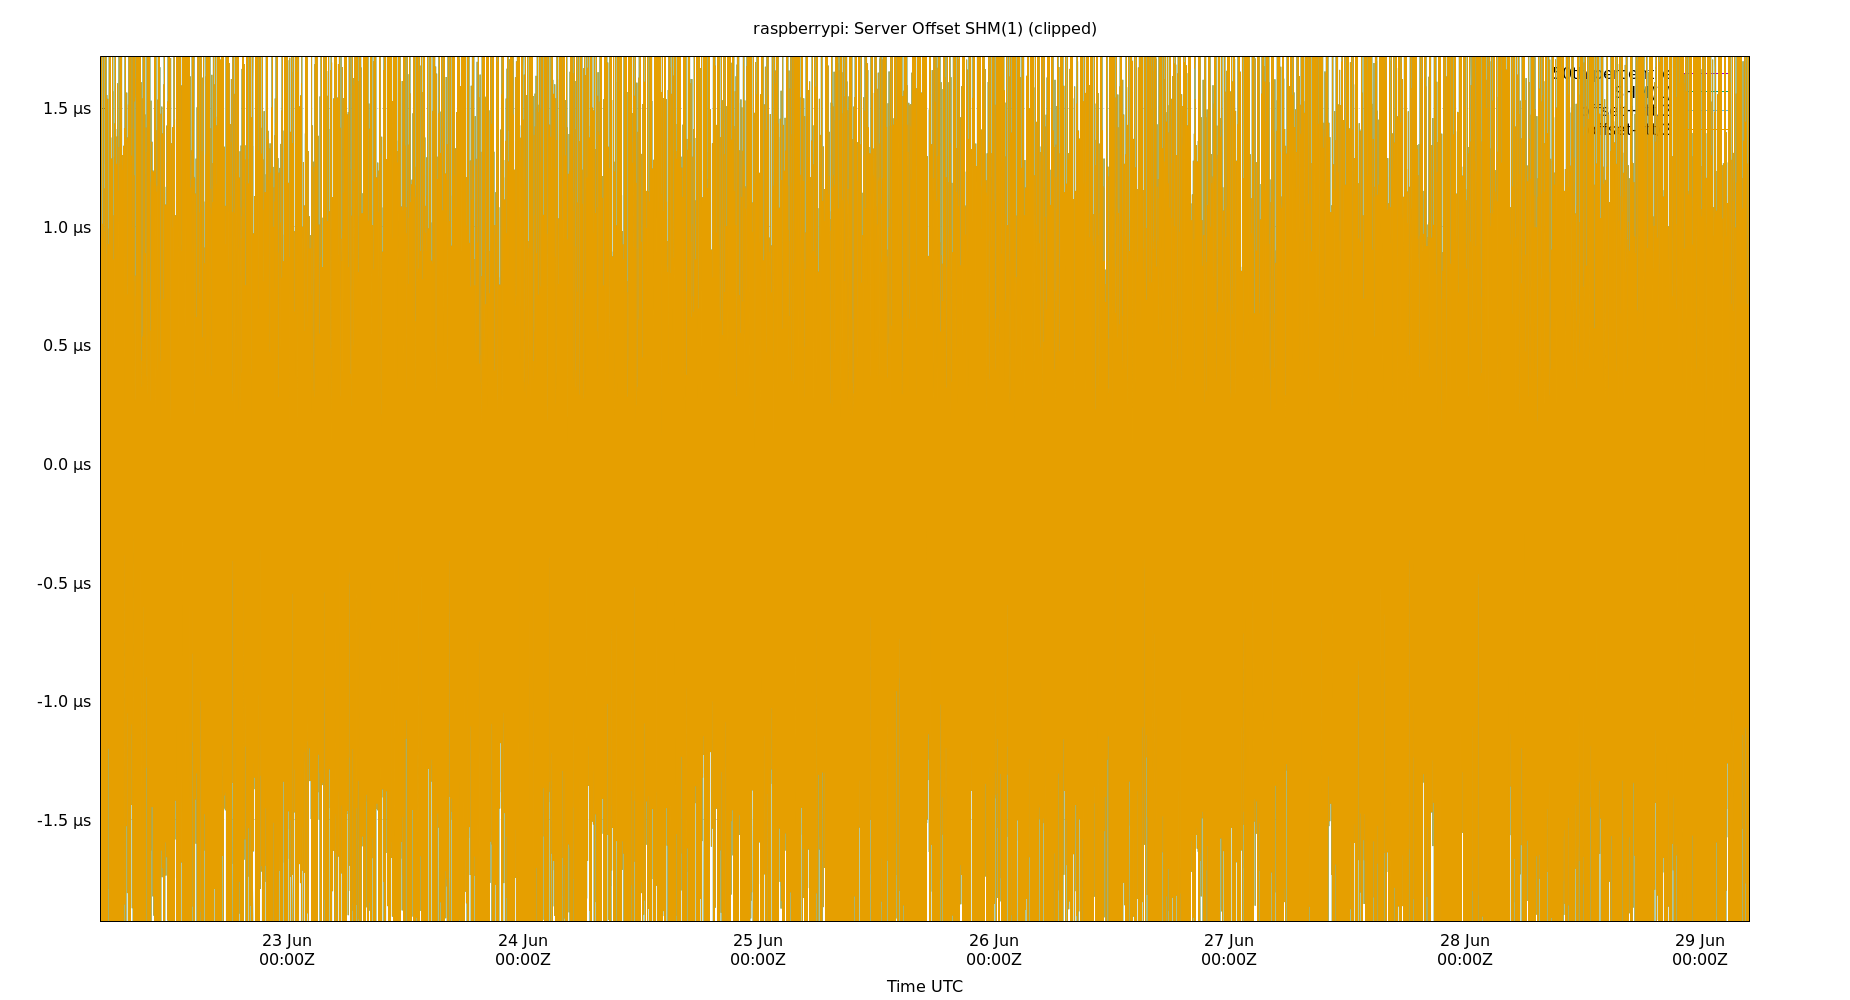 raspberrypi: Server Offset SHM(1) (clipped)
1.5 µs
1.0 µs
0.5 µs
0.0 µs
-0.5 µs
-1.0 µs
-1.5 µs
23 Jun 24 Jun 25 Jun 26 Jun 27 Jun 28 Jun 29 Jun
00:00Z 00:00Z 00:00Z 00:00Z 00:00Z 00:00Z 00:00Z
Time UTC